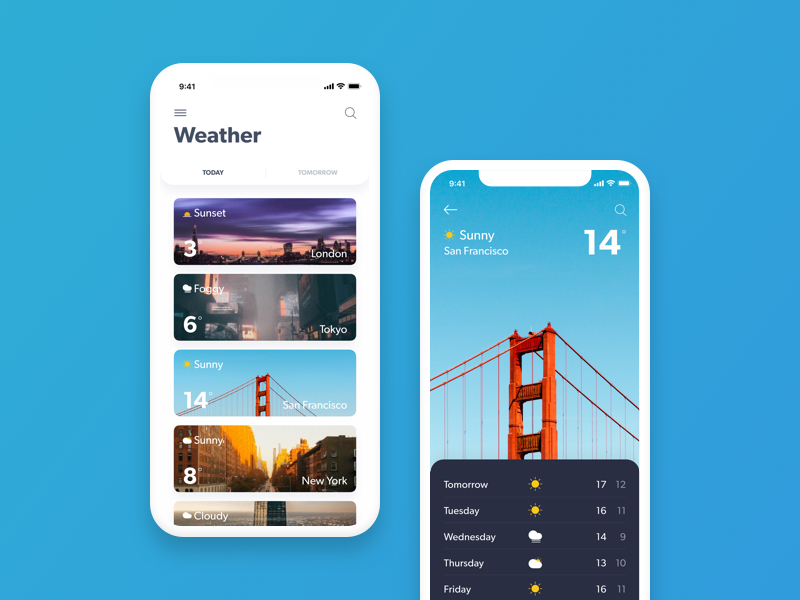 9:41
Weather
TODAY
TOMORROW
Sunset
3°
London
Foggy
6°
Tokyo
Sunny
14°
San Francisco
Sunny
8°
New York
Cloudy
9:41
Sunny
San Francisco
14°
Tomorrow 17 12
Tuesday 16 11
Wednesday 14 9
Thursday 13 10
Friday 16 11